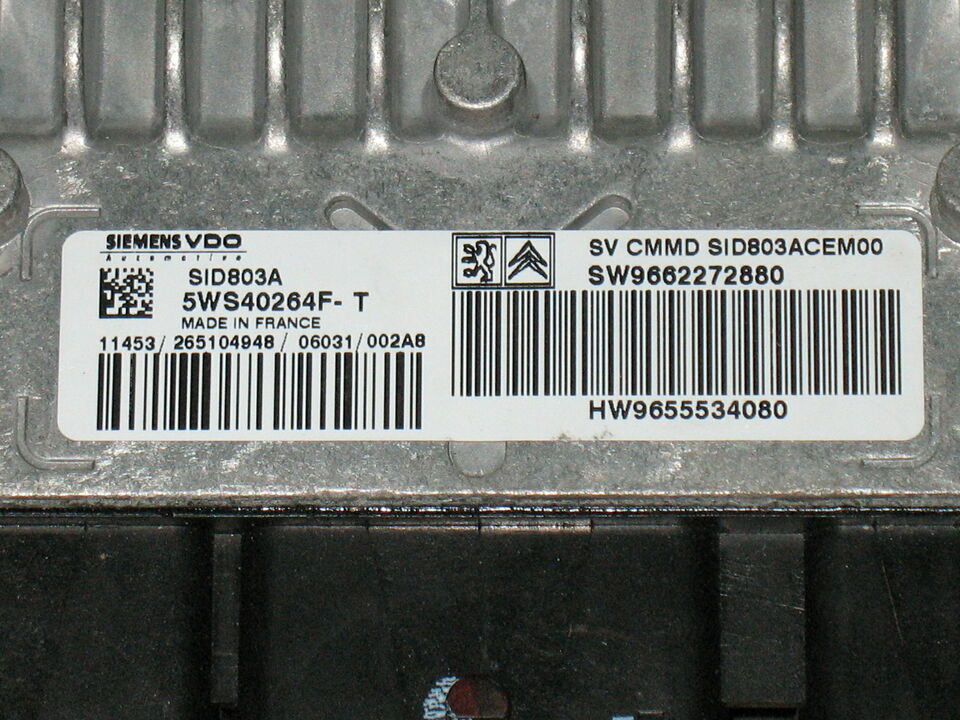 SIEMENS VDO
Automotive
SID803A
5WS40264F- T
MADE IN FRANCE
11453/ 265104948/ 06031/002A8
SV CMMD SID803ACEM00
SW9662272880
HW9655534080